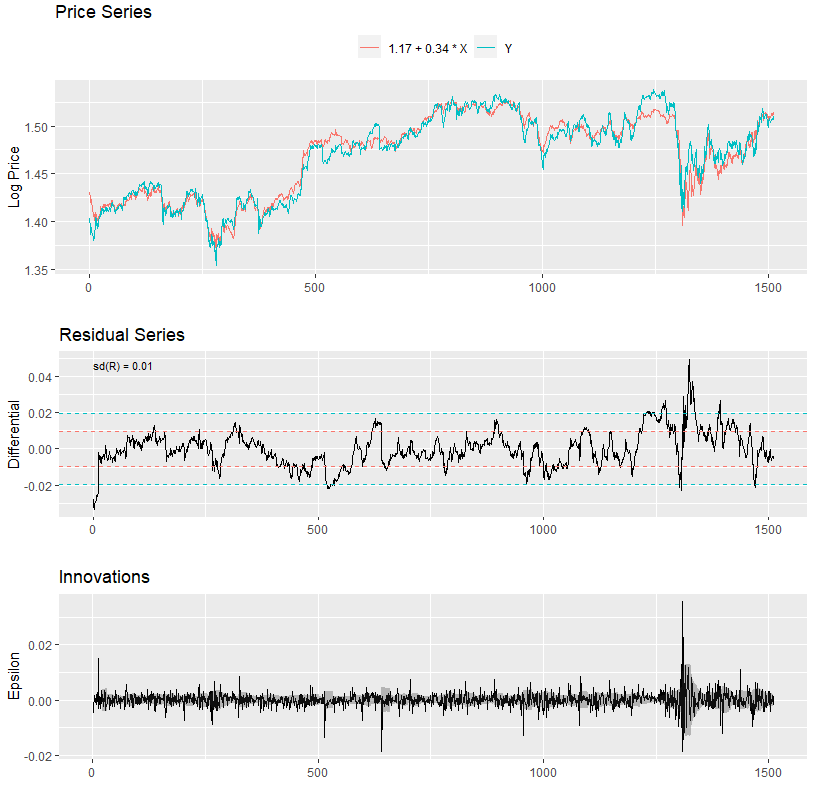 Price Series
1.17 + 0.34 * X Y
Log Price
1.50
1.45
1.40
1.35
0 500 1000 1500
Residual Series
sd(R) = 0.01
Differential
0.04
0.02
0.00
-0.02
0 500 1000 1500
Innovations
Epsilon
0.02
0.00
-0.02
0 500 1000 1500